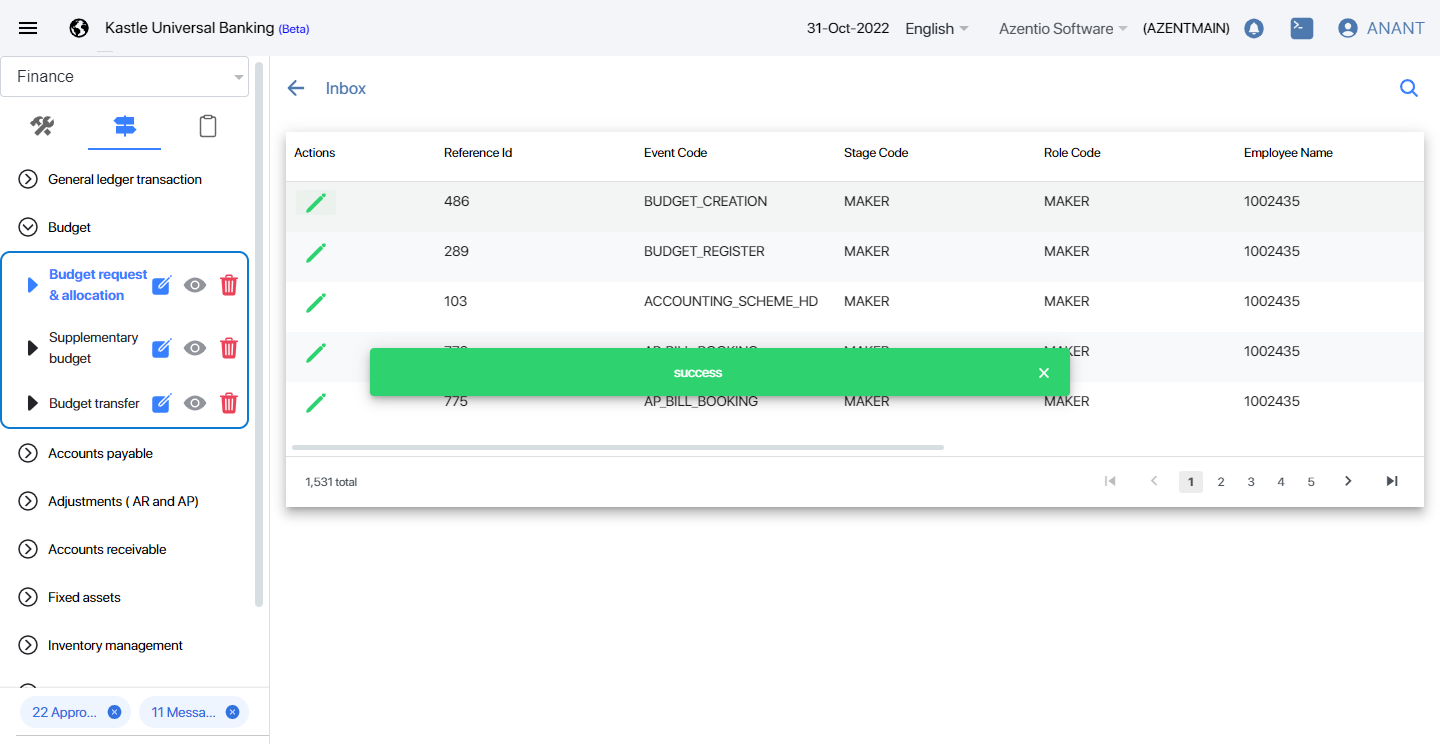 Kastle Universal Banking (Beta)
31-Oct-2022
English
Azentio Software
(AZENTMAIN)
ANANT
Finance
General ledger transaction
Budget
Budget request
& allocation
Supplementary
budget
Budget transfer
Accounts payable
Adjustments ( AR and AP)
Accounts receivable
Fixed assets
Inventory management
22 Appro...
11 Messa...
Inbox
Actions Reference Id Event Code Stage Code Role Code Employee Name
486 BUDGET_CREATION MAKER MAKER 1002435
289 BUDGET_REGISTER MAKER MAKER 1002435
103 ACCOUNTING_SCHEME_HD MAKER MAKER 1002435
AP_BILL_BOOKING MAKER MAKER 1002435
success
775 AP_BILL_BOOKING MAKER MAKER 1002435
1,531 total
1 2 3 4 5